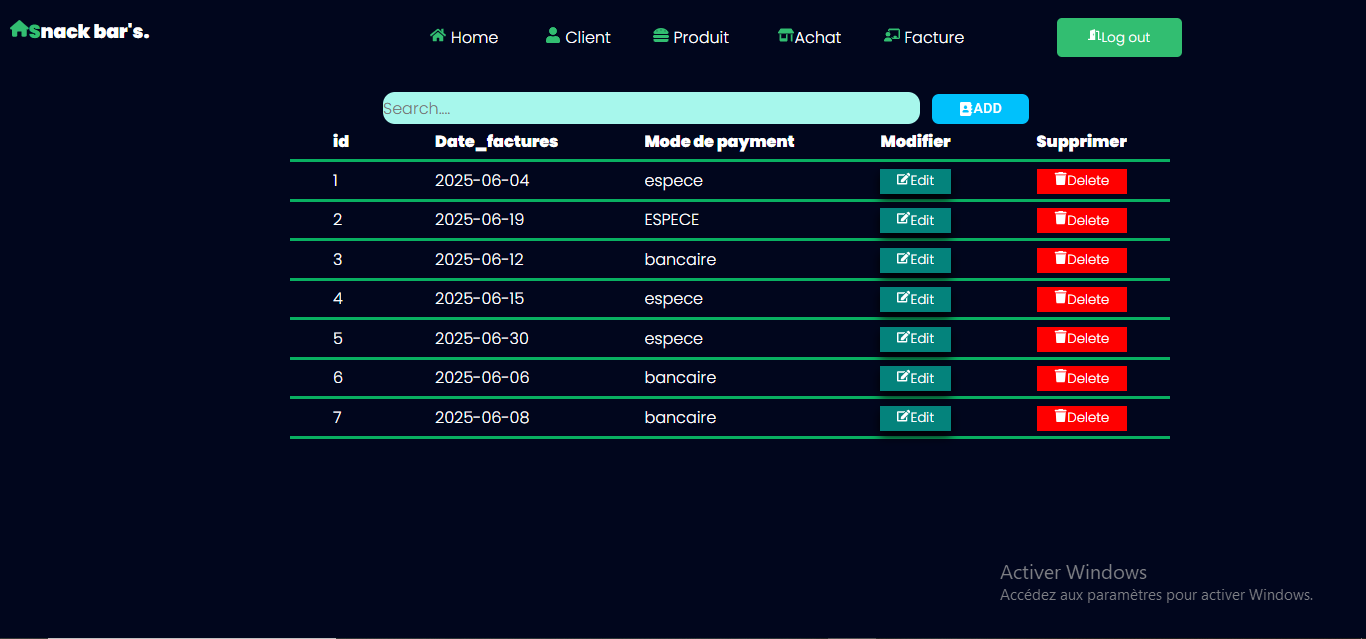 Snack bar's.
Home Client Produit Achat Facture Log out
Search.... ADD
id Date_factures Mode de payment Modifier Supprimer
1 2025-06-04 espece Edit Delete
2 2025-06-19 ESPECE Edit Delete
3 2025-06-12 bancaire Edit Delete
4 2025-06-15 espece Edit Delete
5 2025-06-30 espece Edit Delete
6 2025-06-06 bancaire Edit Delete
7 2025-06-08 bancaire Edit Delete
Activer Windows
Accédez aux paramètres pour activer Windows.